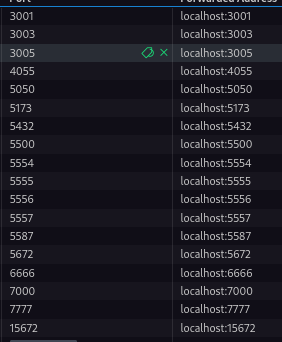 Port Forwarded Address
3001 localhost:3001
3003 localhost:3003
3005 localhost:3005
4055 localhost:4055
5050 localhost:5050
5173 localhost:5173
5432 localhost:5432
5500 localhost:5500
5554 localhost:5554
5555 localhost:5555
5556 localhost:5556
5557 localhost:5557
5587 localhost:5587
5672 localhost:5672
6666 localhost:6666
7000 localhost:7000
7777 localhost:7777
15672 localhost:15672